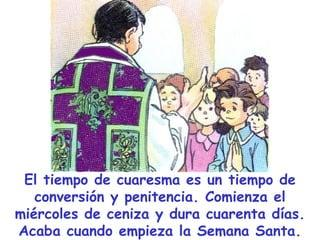 El tiempo de cuaresma es un tiempo de
conversión y penitencia. Comienza el
miércoles de ceniza y dura cuarenta días.
Acaba cuando empieza la Semana Santa.